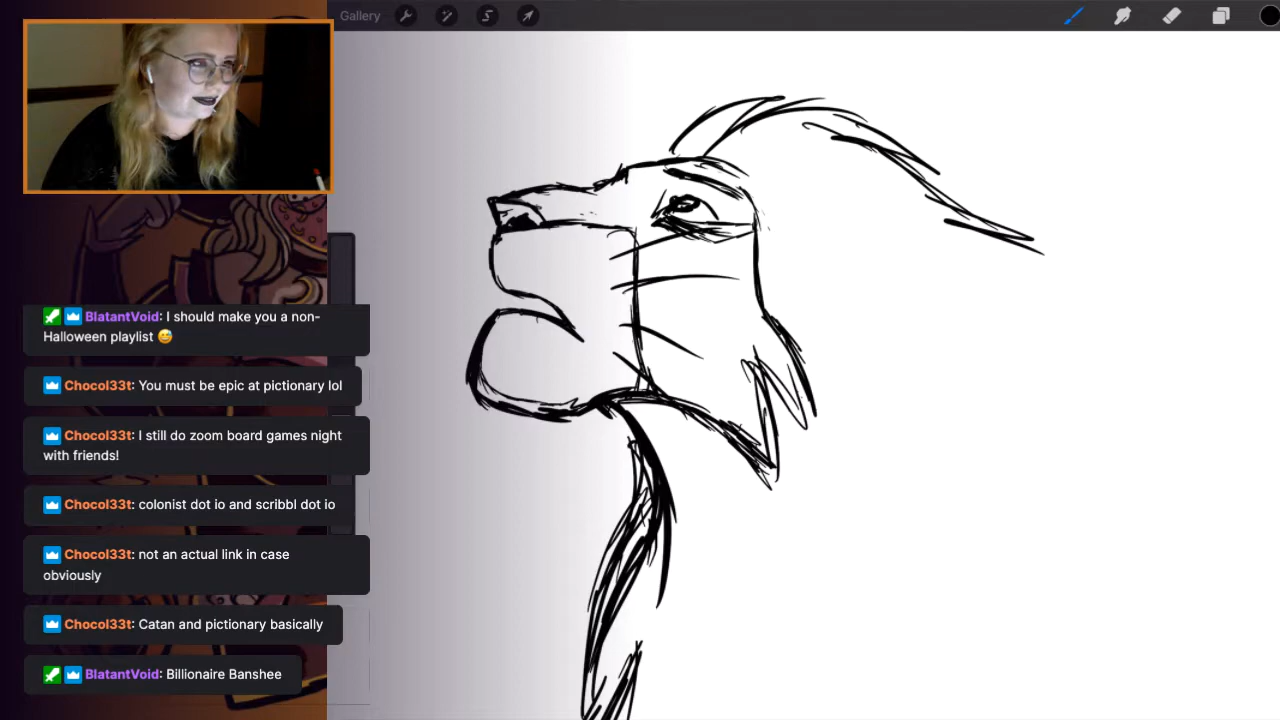 Gallery
BlatantVoid: I should make you a non-
Halloween playlist 😅
Chocol33t: You must be epic at pictionary lol
Chocol33t: I still do zoom board games night
with friends!
Chocol33t: colonist dot io and scribbl dot io
Chocol33t: not an actual link in case
obviously
Chocol33t: Catan and pictionary basically
BlatantVoid: Billionaire Banshee